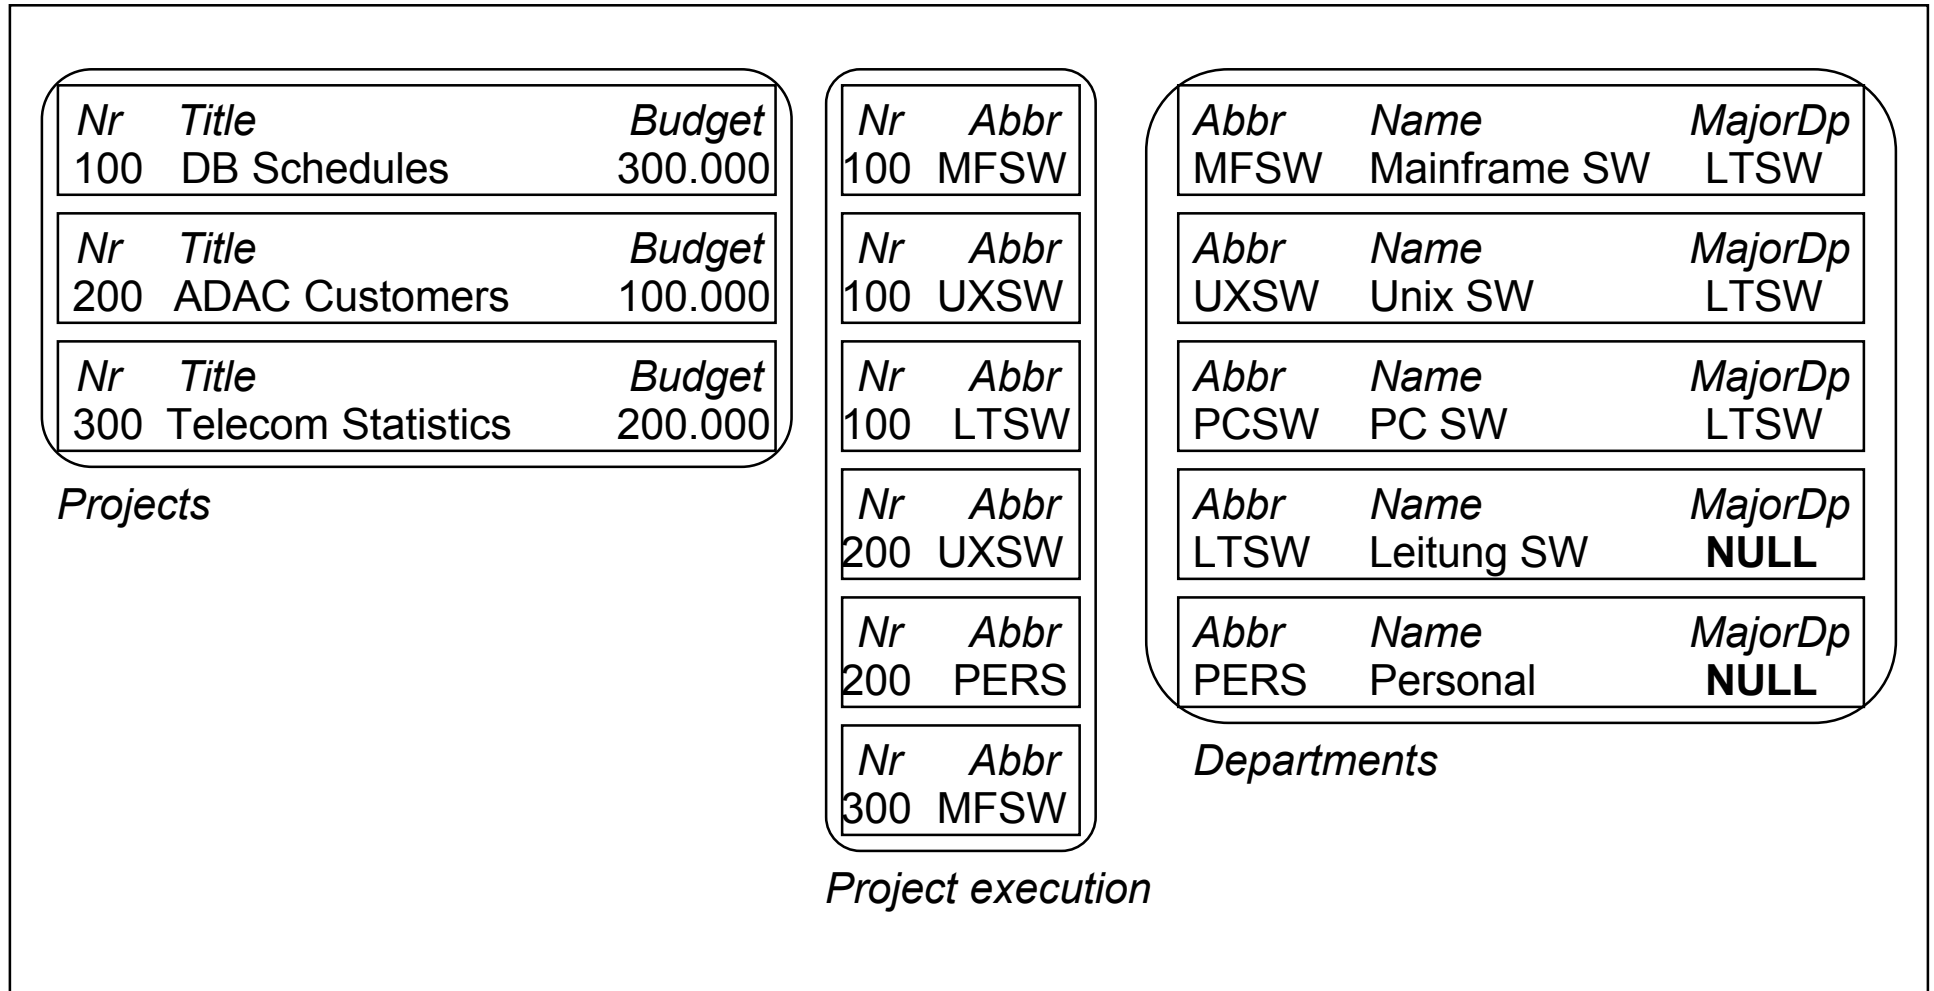 Nr Title Budget
100 DB Schedules 300.000
Nr Title Budget
200 ADAC Customers 100.000
Nr Title Budget
300 Telecom Statistics 200.000
Projects
Nr Abbr
100 MFSW
Nr Abbr
100 UXSW
Nr Abbr
100 LTSW
Nr Abbr
200 UXSW
Nr Abbr
200 PERS
Nr Abbr
300 MFSW
Project execution
Abbr Name MajorDp
MFSW Mainframe SW LTSW
Abbr Name MajorDp
UXSW Unix SW LTSW
Abbr Name MajorDp
PCSW PC SW LTSW
Abbr Name MajorDp
LTSW Leitung SW NULL
Abbr Name MajorDp
PERS Personal NULL
Departments